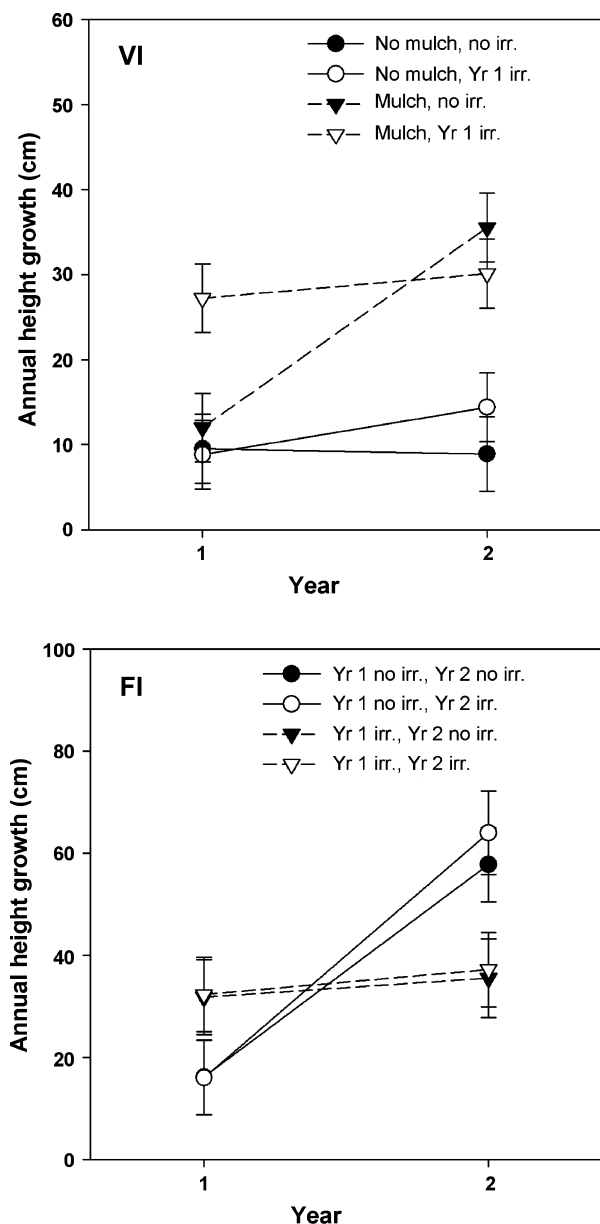 60
VI
No mulch, no irr.
No mulch, Yr 1 irr.
Mulch, no irr.
Mulch, Yr 1 irr.
50
40
30
20
10
0
Annual height growth (cm)
1 2
Year
100
FI
Yr 1 no irr., Yr 2 no irr.
Yr 1 no irr., Yr 2 irr.
Yr 1 irr., Yr 2 no irr.
Yr 1 irr., Yr 2 irr.
80
60
40
20
0
Annual height growth (cm)
1 2
Year